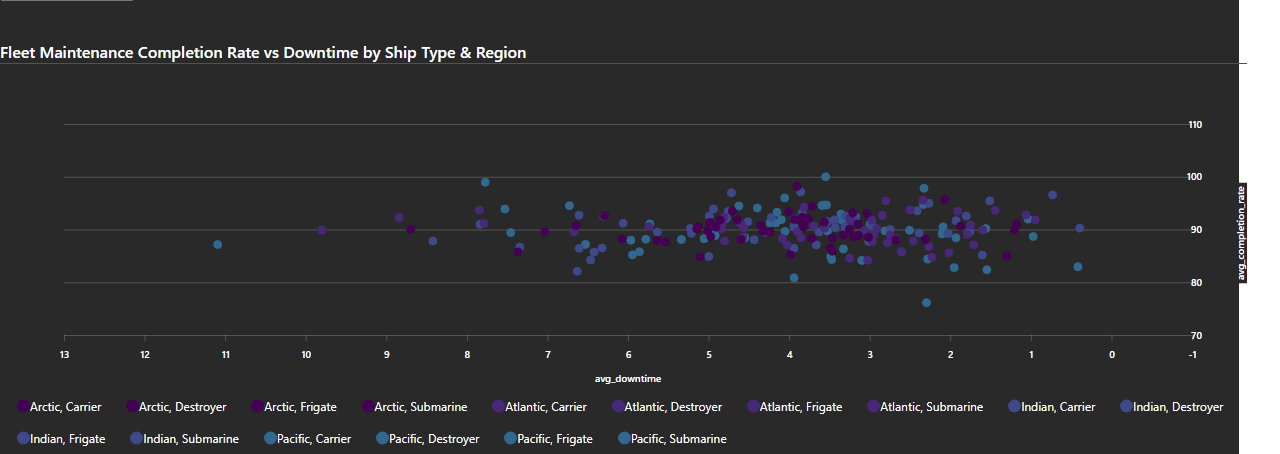 Fleet Maintenance Completion Rate vs Downtime by Ship Type & Region
110
100
90
80
70
avg_completion_rate
13 12 11 10 9 8 7 6 5 4 3 2 1 0 -1
avg_downtime
Arctic, Carrier Arctic, Destroyer Arctic, Frigate Arctic, Submarine Atlantic, Carrier Atlantic, Destroyer Atlantic, Frigate Atlantic, Submarine Indian, Carrier Indian, Destroyer
Indian, Frigate Indian, Submarine Pacific, Carrier Pacific, Destroyer Pacific, Frigate Pacific, Submarine